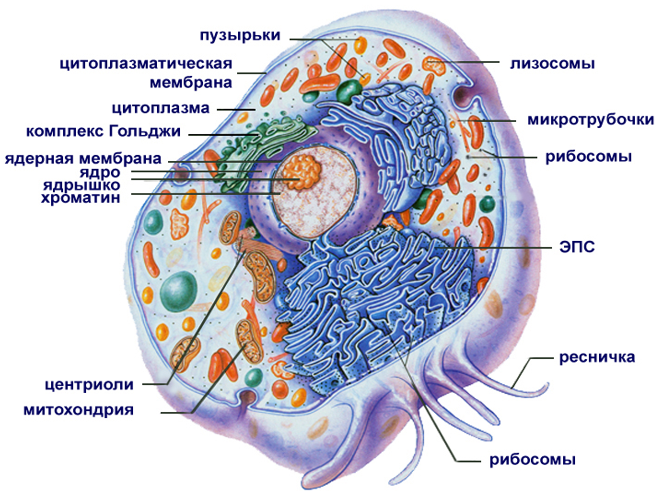 пузырьки
цитоплазматическая
мембрана
цитоплазма
комплекс Гольджи
ядерная мембрана
ядро
ядрышко
хроматин
центриоли
митохондрия
лизосомы
микротрубочки
рибосомы
ЭПС
ресничка
рибосомы